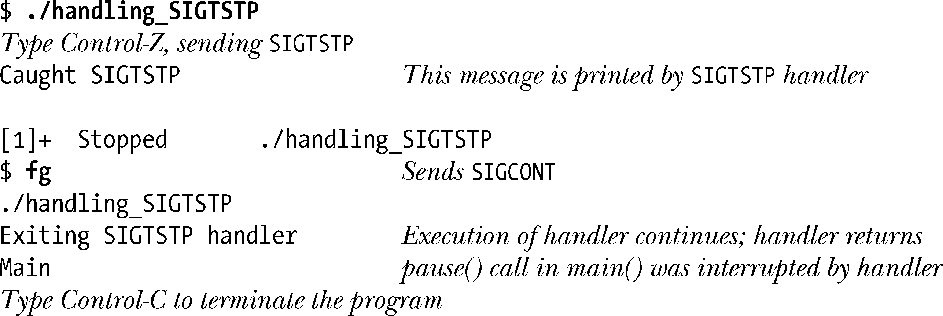 $ ./handling_SIGTSTP
Type Control-Z, sending SIGTSTP
Caught SIGTSTP This message is printed by SIGTSTP handler
[1]+ Stopped ./handling_SIGTSTP
$ fg Sends SIGCONT
./handling_SIGTSTP
Exiting SIGTSTP handler Execution of handler continues; handler returns
Main pause() call in main() was interrupted by handler
Type Control-C to terminate the program